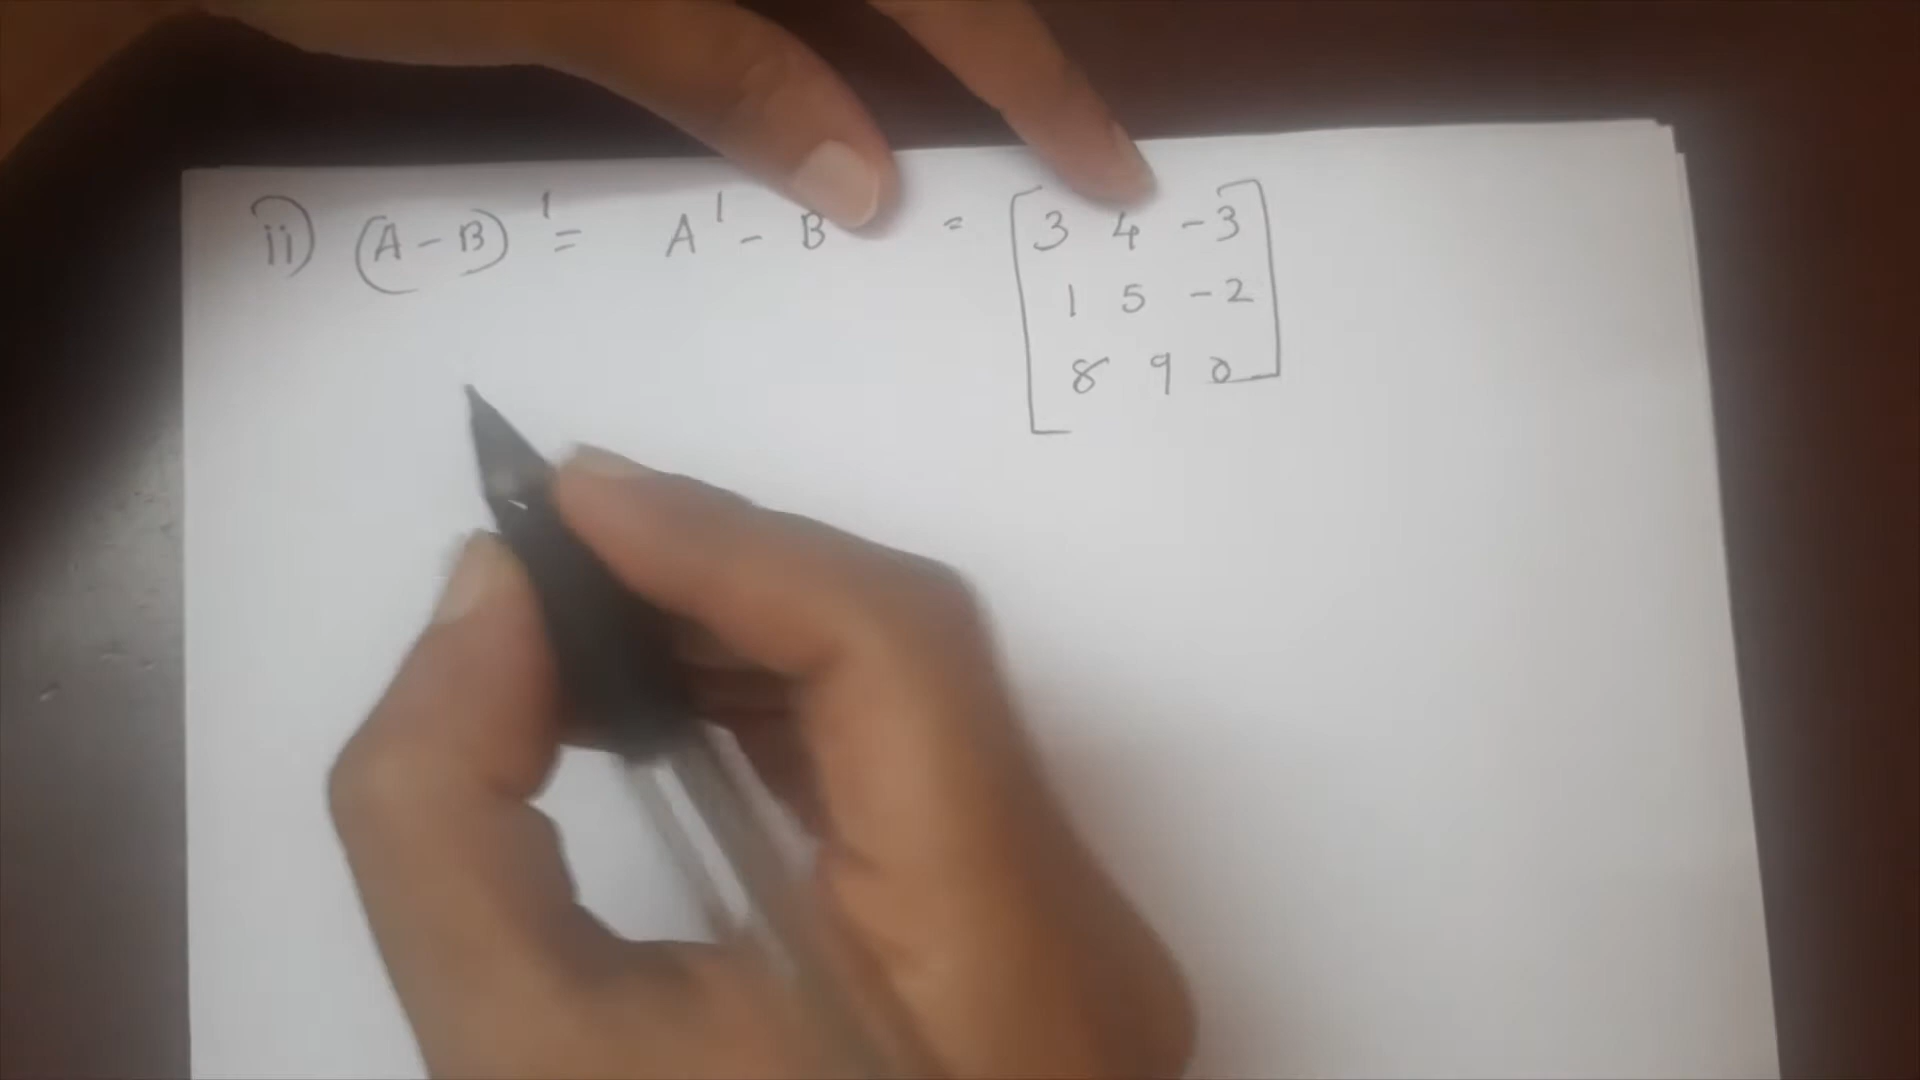 ii) (A - B)' = A' - B = [3 4 -3
1 5 -2
8 9 0]